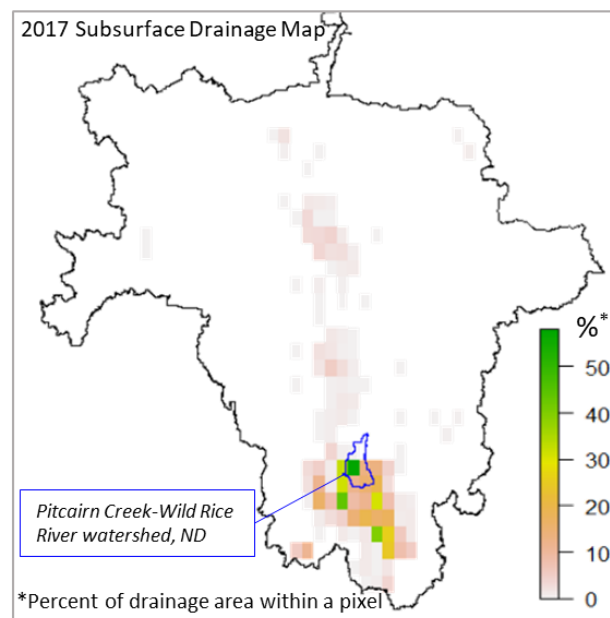 2017 Subsurface Drainage Map
%*
50
40
30
20
10
0
Pitcairn Creek-Wild Rice
River watershed, ND
*Percent of drainage area within a pixel